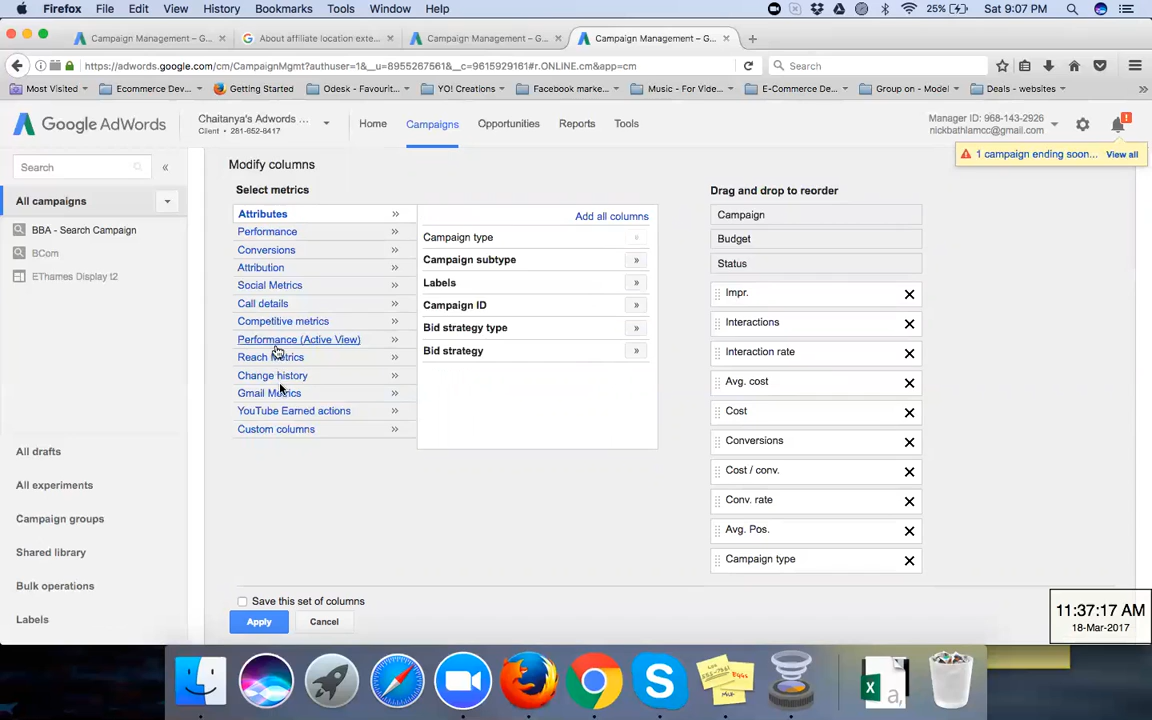 Firefox File Edit View History Bookmarks Tools Window Help 25% Sat 9:07 PM
Campaign Management – G... × About affiliate location exte... × Campaign Management – G... × Campaign Management – G... × +
https://adwords.google.com/cm/CampaignMgmt?authuser=1&__u=8955267561&__c=9615929161#r.ONLINE.cm&app=cm Search
Most Visited Ecommerce Dev... Getting Started Odesk - Favourit... YO! Creations Facebook marke... Music - For Vide... E-Commerce De... Group on - Model Deals - websites
Google AdWords
Chaitanya's Adwords ...
Client • 281-652-6417
Home Campaigns Opportunities Reports Tools
Manager ID: 968-143-2926
nickbathlamcc@gmail.com
!
1 campaign ending soon... View all
Search «
All campaigns
BBA - Search Campaign
BCom
EThames Display t2
All drafts
All experiments
Campaign groups
Shared library
Bulk operations
Labels
Modify columns
Select metrics
Attributes »
Performance »
Conversions »
Attribution »
Social Metrics »
Call details »
Competitive metrics »
Performance (Active View) »
Reach Metrics »
Change history »
Gmail Metrics »
YouTube Earned actions »
Custom columns »
Add all columns
Campaign type »
Campaign subtype »
Labels »
Campaign ID »
Bid strategy type »
Bid strategy »
Drag and drop to reorder
Campaign
Budget
Status
Impr.
Interactions
Interaction rate
Avg. cost
Cost
Conversions
Cost / conv.
Conv. rate
Avg. Pos.
Campaign type
Save this set of columns
Apply Cancel
11:37:17 AM
18-Mar-2017